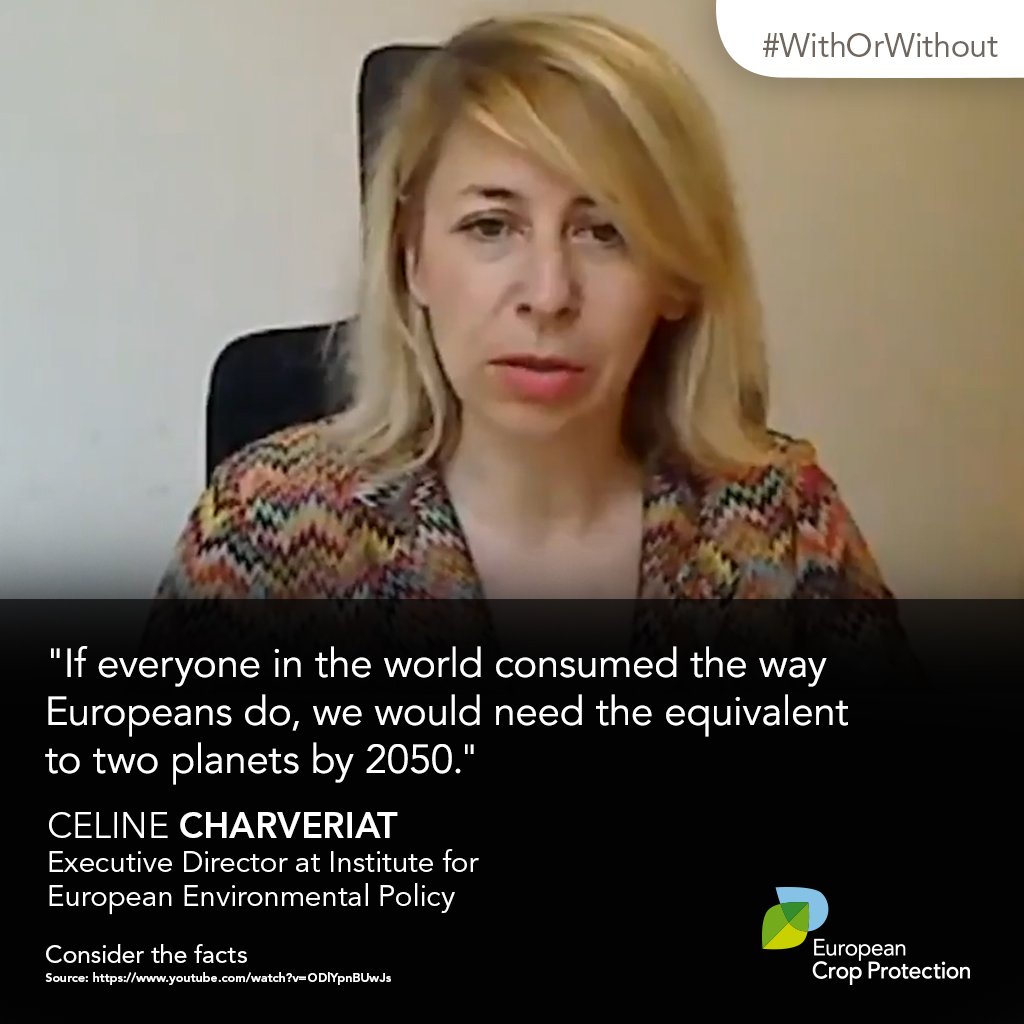 #WithOrWithout
"If everyone in the world consumed the way
Europeans do, we would need the equivalent
to two planets by 2050."
CELINE CHARVERIAT
Executive Director at Institute for
European Environmental Policy
Consider the facts
Source: https://www.youtube.com/watch?v=ODlYpnBUwJs
European
Crop Protection